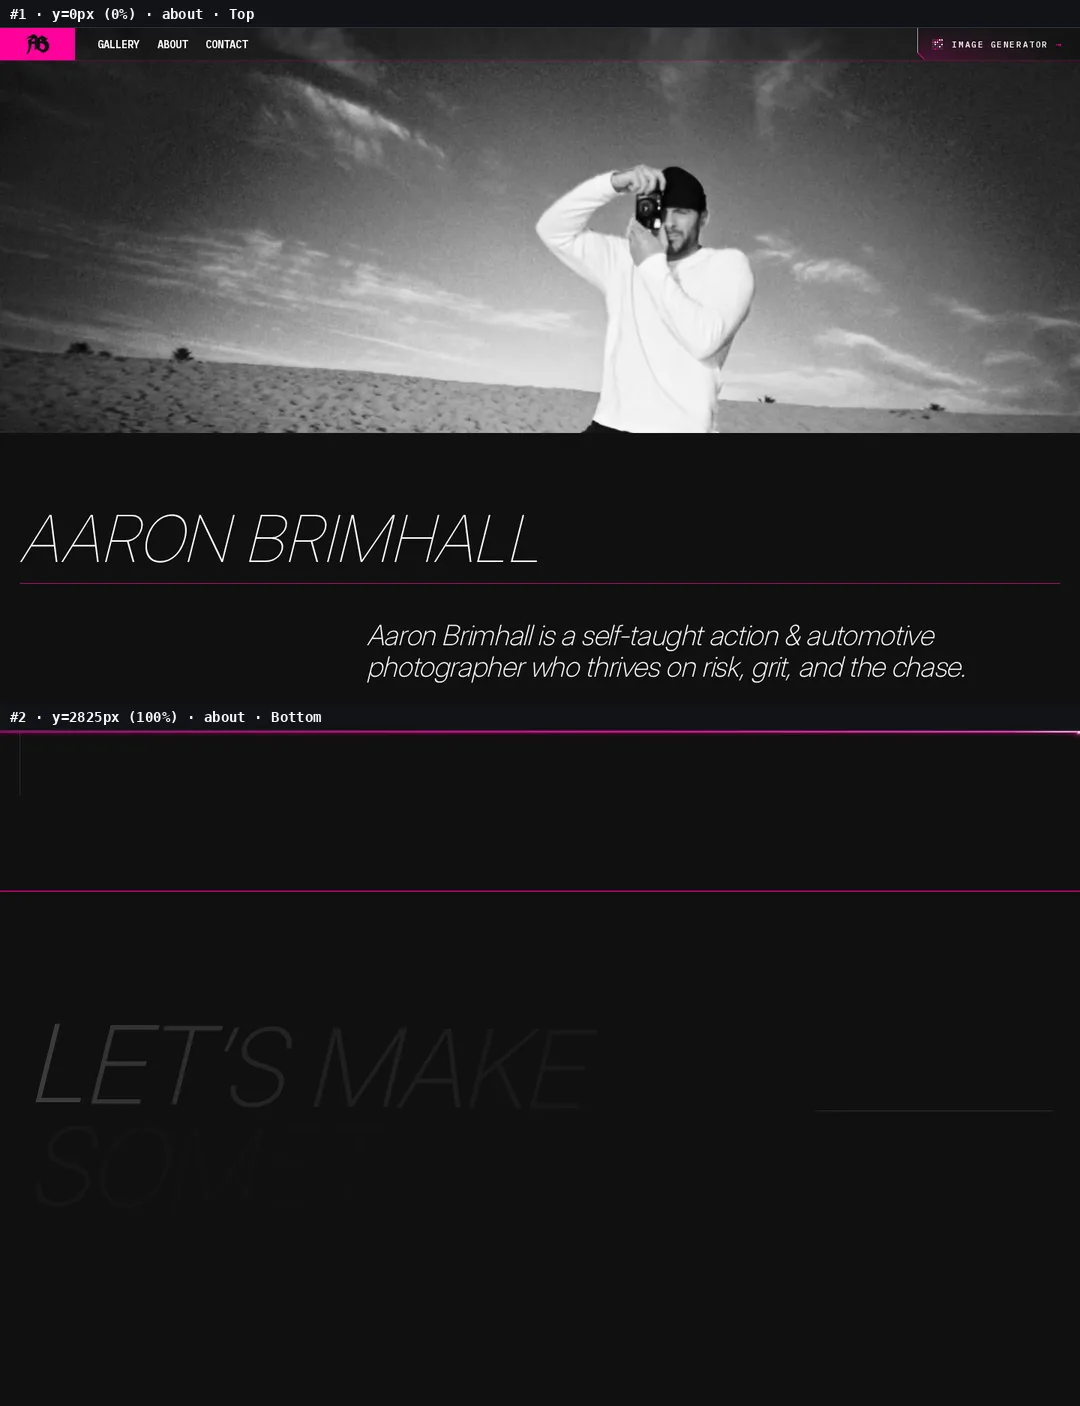 #1 · y=0px (0%) · about · Top
AB
GALLERY ABOUT CONTACT
IMAGE GENERATOR →
AARON BRIMHALL
Aaron Brimhall is a self-taught action & automotive
photographer who thrives on risk, grit, and the chase.
#2 · y=2825px (100%) · about · Bottom
LET'S MAKE